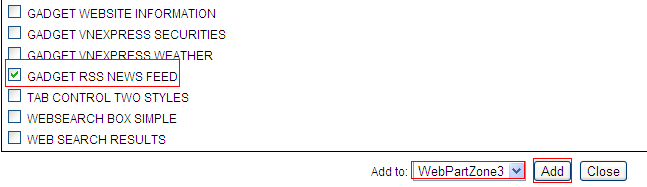 GADGET WEBSITE INFORMATION
GADGET VNEXPRESS SECURITIES
GADGET VNEXPRESS WEATHER
GADGET RSS NEWS FEED
TAB CONTROL TWO STYLES
WEBSEARCH BOX SIMPLE
WEB SEARCH RESULTS
Add to: WebPartZone3 Add Close